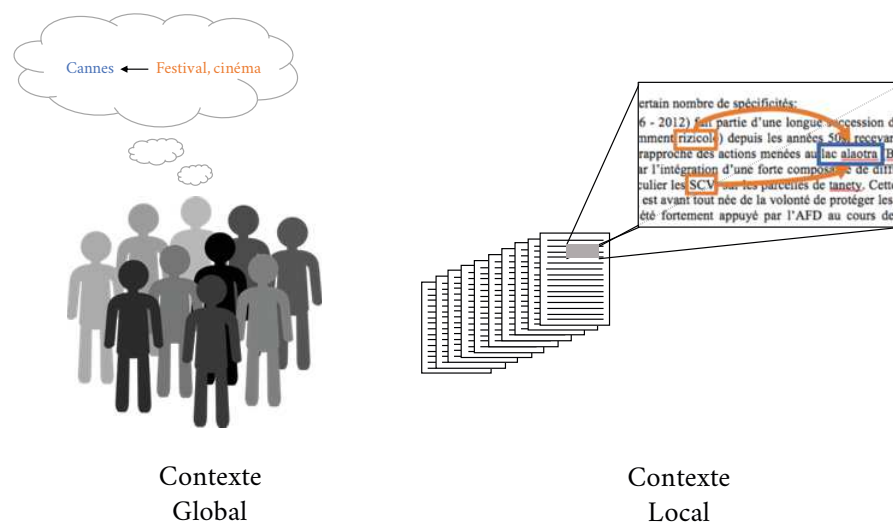 Cannes Festival, cinéma
ertain nombre de spécificités:
6 - 2012) fait partie d'une longue succession d
mment rizicole) depuis les années 50, recevan
rapproche des actions menées au lac alaotra B
ar l'intégration d'une forte composante de diff
culier les SCV sur les parcelles de tanety. Cette
est avant tout née de la volonté de protéger les
été fortement appuyé par l'AFD au cours de
Contexte
Global
Contexte
Local